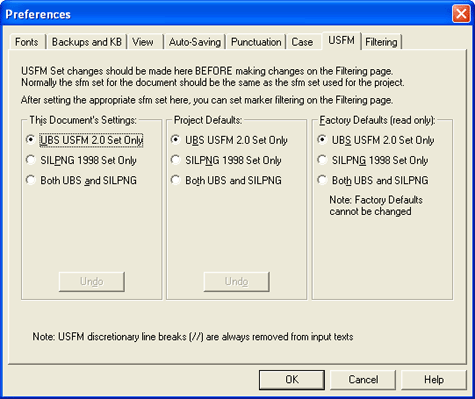 Preferences
Fonts Backups and KB View Auto-Saving Punctuation Case USFM Filtering
USFM Set changes should be made here BEFORE making changes on the Filtering page.
Normally the sfm set for the document should be the same as the sfm set used for the project.
After setting the appropriate sfm set here, you can set marker filtering on the Filtering page.
This Document's Settings:
UBS USFM 2.0 Set Only
SILPNG 1998 Set Only
Both UBS and SILPNG
Undo
Project Defaults:
UBS USFM 2.0 Set Only
SILPNG 1998 Set Only
Both UBS and SILPNG
Undo
Factory Defaults (read only):
UBS USFM 2.0 Set Only
SILPNG 1998 Set Only
Both UBS and SILPNG
Note: Factory Defaults
cannot be changed
Note: USFM discretionary line breaks (//) are always removed from input texts
OK Cancel Help